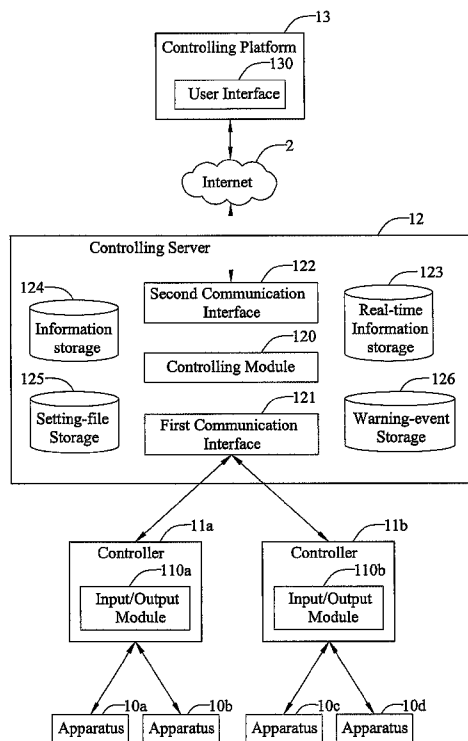 13
Controlling Platform
130
User Interface
2
Internet
12
Controlling Server
122
Second Communication
Interface
123
Real-time
Information
storage
124
Information
storage
120
Controlling Module
125
Setting-file
Storage
121
First Communication
Interface
126
Warning-event
Storage
11a
Controller
110a
Input/Output
Module
11b
Controller
110b
Input/Output
Module
10a
Apparatus
10b
Apparatus
10c
Apparatus
10d
Apparatus